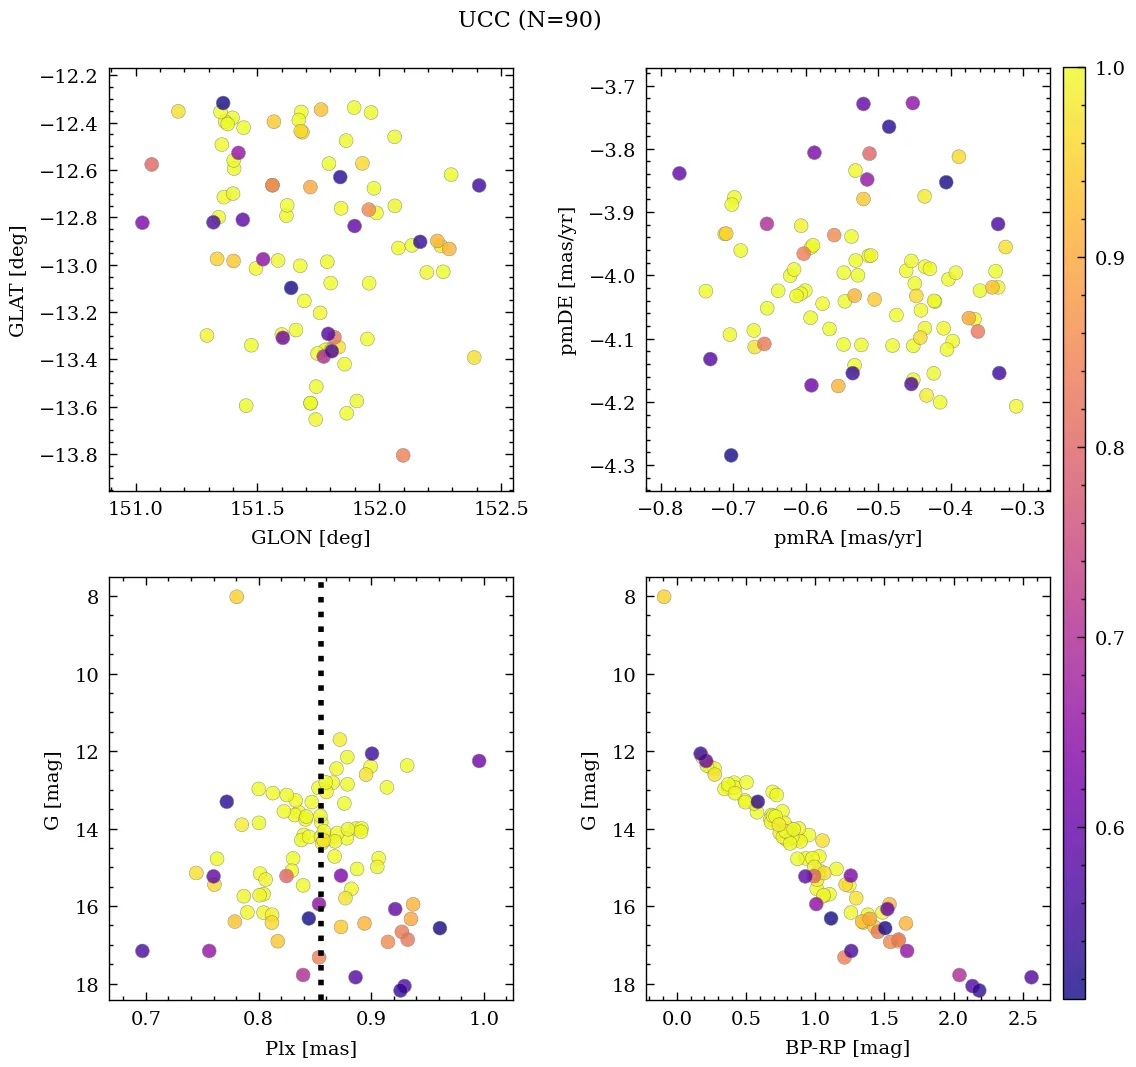 UCC (N=90)
−12.2
−12.4
−12.6
−12.8
−13.0
−13.2
−13.4
−13.6
−13.8
GLAT [deg]
151.0 151.5 152.0 152.5
GLON [deg]
−3.7
−3.8
−3.9
−4.0
−4.1
−4.2
−4.3
pmDE [mas/yr]
−0.8 −0.7 −0.6 −0.5 −0.4 −0.3
pmRA [mas/yr]
8
10
12
14
16
18
G [mag]
0.7 0.8 0.9 1.0
Plx [mas]
8
10
12
14
16
18
G [mag]
0.0 0.5 1.0 1.5 2.0 2.5
BP-RP [mag]
1.0
0.9
0.8
0.7
0.6